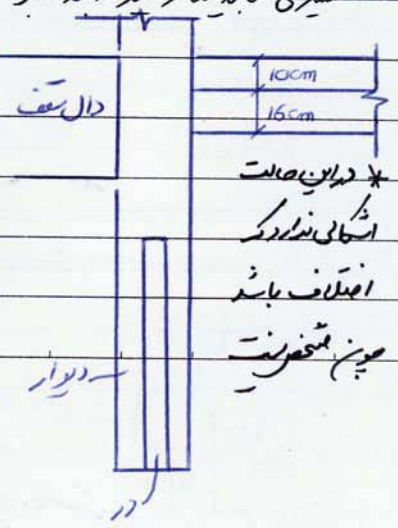 10cm
دال سقف
16cm
* در این حالت
اشکالی ندارد که
اختلاف باشد
چون مشخص نیست
دیوار
در